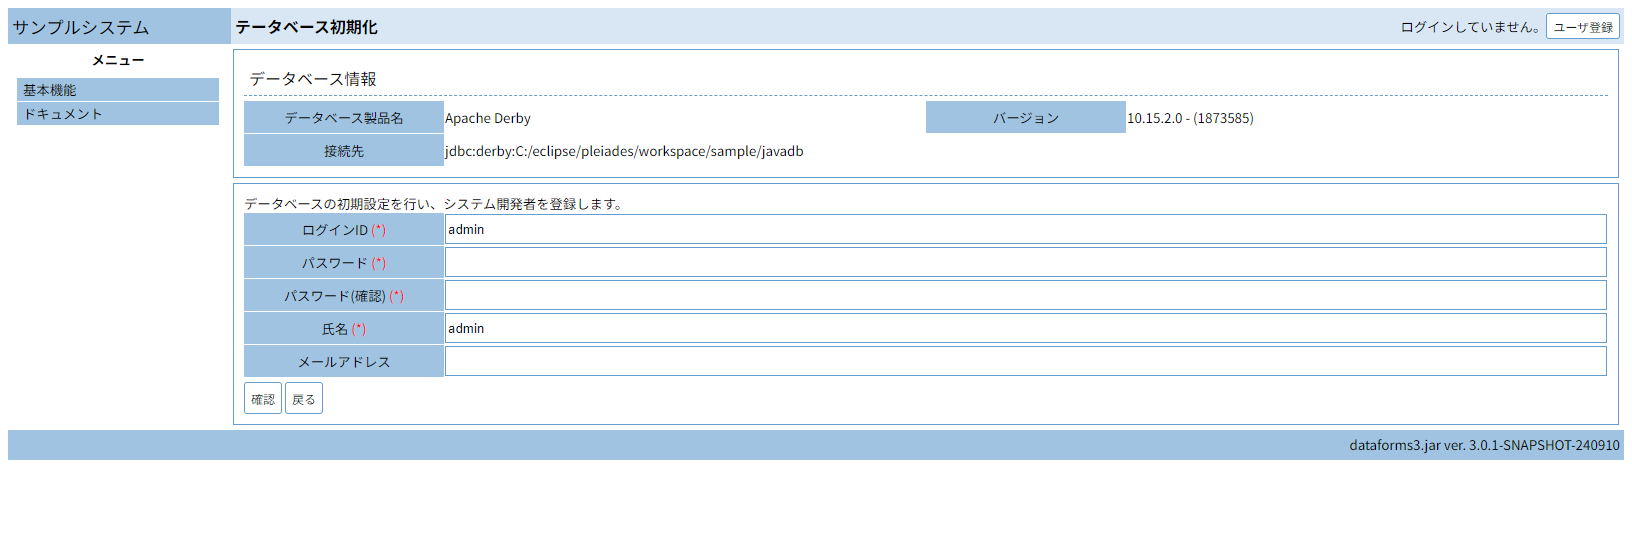 サンプルシステム
データベース初期化
ログインしていません。 ユーザ登録
メニュー
基本機能
ドキュメント
データベース情報
データベース製品名 Apache Derby バージョン 10.15.2.0 - (1873585)
接続先 jdbc:derby:C:/eclipse/pleiades/workspace/sample/javadb
データベースの初期設定を行い、システム開発者を登録します。
ログインID (*) admin
パスワード (*)
パスワード(確認) (*)
氏名 (*) admin
メールアドレス
確認 戻る
dataforms3.jar ver. 3.0.1-SNAPSHOT-240910